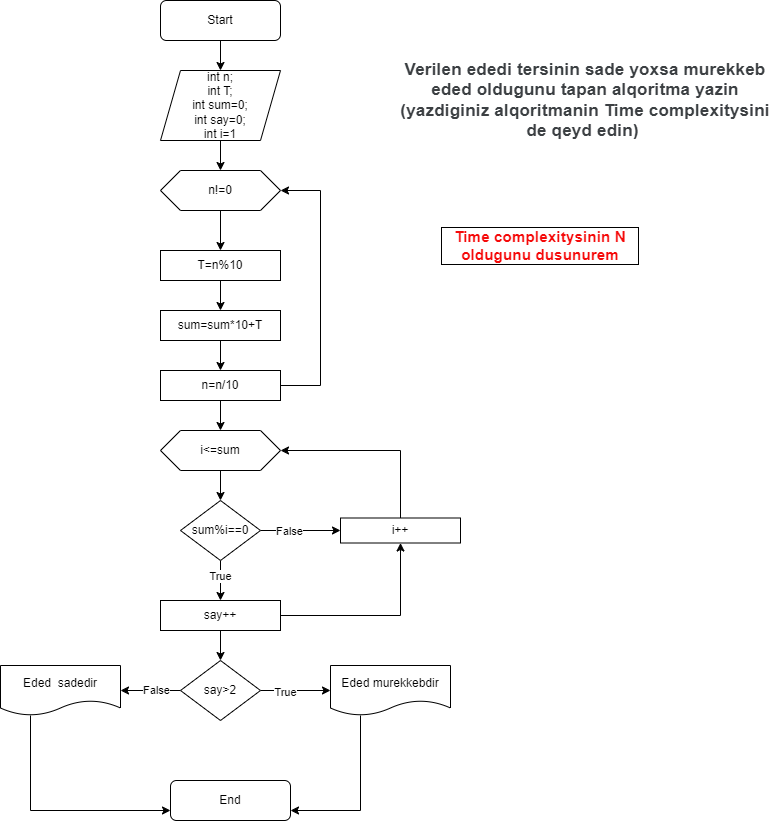 Start
Verilen ededi tersinin sade yoxsa murekkeb
eded oldugunu tapan alqoritma yazin
(yazdiginiz alqoritmanin Time complexitysini
de qeyd edin)
int n;
int T;
int sum=0;
int say=0;
int i=1
n!=0
Time complexitysinin N
oldugunu dusunurem
T=n%10
sum=sum*10+T
n=n/10
i<=sum
sum%i==0
False
i++
True
say++
Eded  sadedir
False
say>2
True
Eded murekkebdir
End